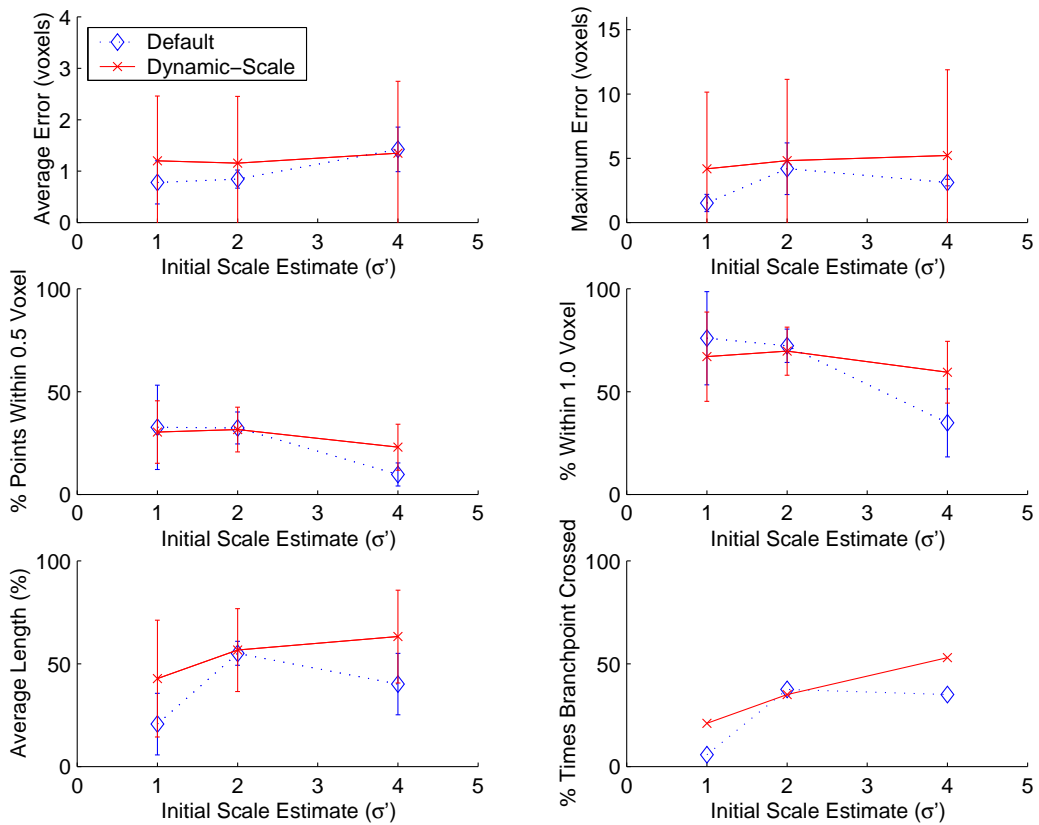 Average Error (voxels)
4
3
2
1
0
Default
Dynamic−Scale
0 1 2 3 4 5
Initial Scale Estimate (σ’)
Maximum Error (voxels)
15
10
5
0
0 1 2 3 4 5
Initial Scale Estimate (σ’)
% Points Within 0.5 Voxel
100
50
0
0 1 2 3 4 5
Initial Scale Estimate (σ’)
% Within 1.0 Voxel
100
50
0
0 1 2 3 4 5
Initial Scale Estimate (σ’)
Average Length (%)
100
50
0
0 1 2 3 4 5
Initial Scale Estimate (σ’)
% Times Branchpoint Crossed
100
50
0
0 1 2 3 4 5
Initial Scale Estimate (σ’)